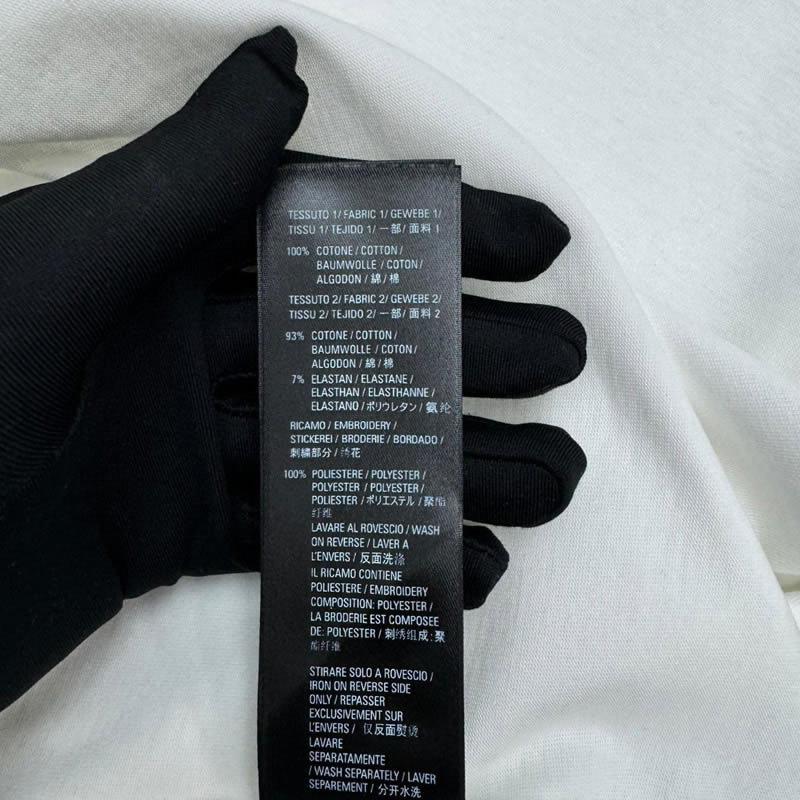 TESSUTO 1/ FABRIC 1/ GEWEBE 1/
TISSU 1/ TEJIDO 1/ 一部/ 面料 1
100% COTONE / COTTON /
BAUMWOLLE / COTON /
ALGODON / 綿 / 棉
TESSUTO 2/ FABRIC 2/ GEWEBE 2/
TISSU 2/ TEJIDO 2/ 一部/ 面料 2
93% COTONE / COTTON /
BAUMWOLLE / COTON /
ALGODON / 綿 / 棉
7% ELASTAN / ELASTANE /
ELASTHAN / ELASTHANNE /
ELASTANO / ポリウレタン / 氨纶
RICAMO / EMBROIDERY /
STICKEREI / BRODERIE / BORDADO /
刺繍部分 / 绣花
100% POLIESTERE / POLYESTER /
POLYESTER / POLYESTER /
POLIESTER / ポリエステル / 聚酯
纤维
LAVARE AL ROVESCIO / WASH
ON REVERSE / LAVER A
L'ENVERS / 反面洗涤
IL RICAMO CONTIENE
POLIESTERE / EMBROIDERY
COMPOSITION: POLYESTER /
LA BRODERIE EST COMPOSEE
DE: POLYESTER / 刺绣组成: 聚
酯纤维
STIRARE SOLO A ROVESCIO /
IRON ON REVERSE SIDE
ONLY / REPASSER
EXCLUSIVEMENT SUR
L'ENVERS / 仅反面熨烫
LAVARE
SEPARATAMENTE
/ WASH SEPARATELY / LAVER
SEPAREMENT / 分开水洗